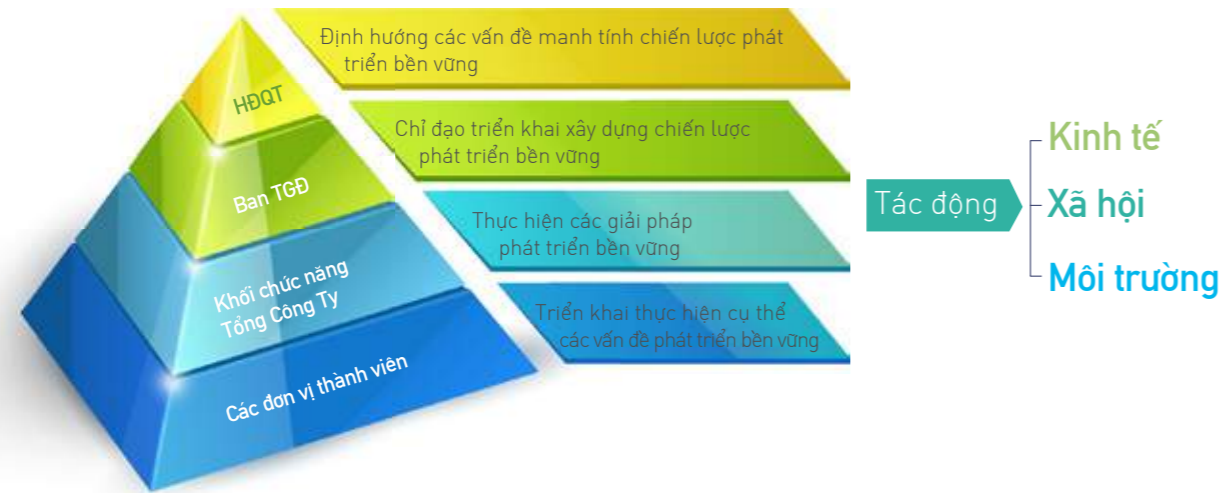 HĐQT
Định hướng các vấn đề manh tính chiến lược phát
triển bền vững
Ban TGĐ
Chỉ đạo triển khai xây dựng chiến lược
phát triển bền vững
Khối chức năng
Tổng Công Ty
Thực hiện các giải pháp
phát triển bền vững
Các đơn vị thành viên
Triển khai thực hiện cụ thể
các vấn đề phát triển bền vững
Tác động
Kinh tế
Xã hội
Môi trường